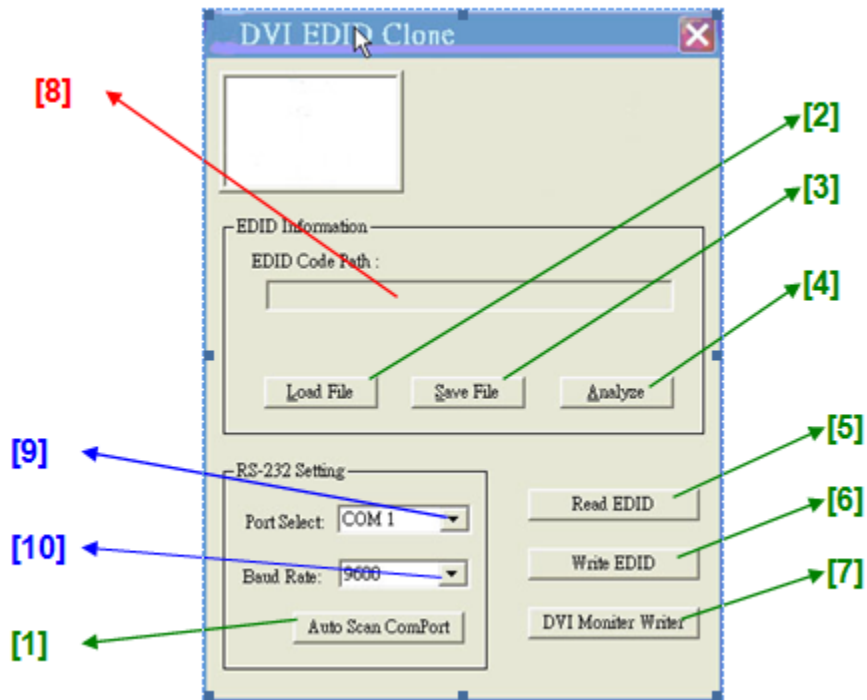 DVI EDID Clone
[8]
[2]
[3]
EDID Information
EDID Code Path :
[4]
Load File
Save File
Analyze
[5]
[9]
RS-232 Setting
Port Select: COM 1
Read EDID
[6]
[10]
Baud Rate: 9600
Write EDID
[7]
[1]
Auto Scan ComPort
DVI Moniter Writer